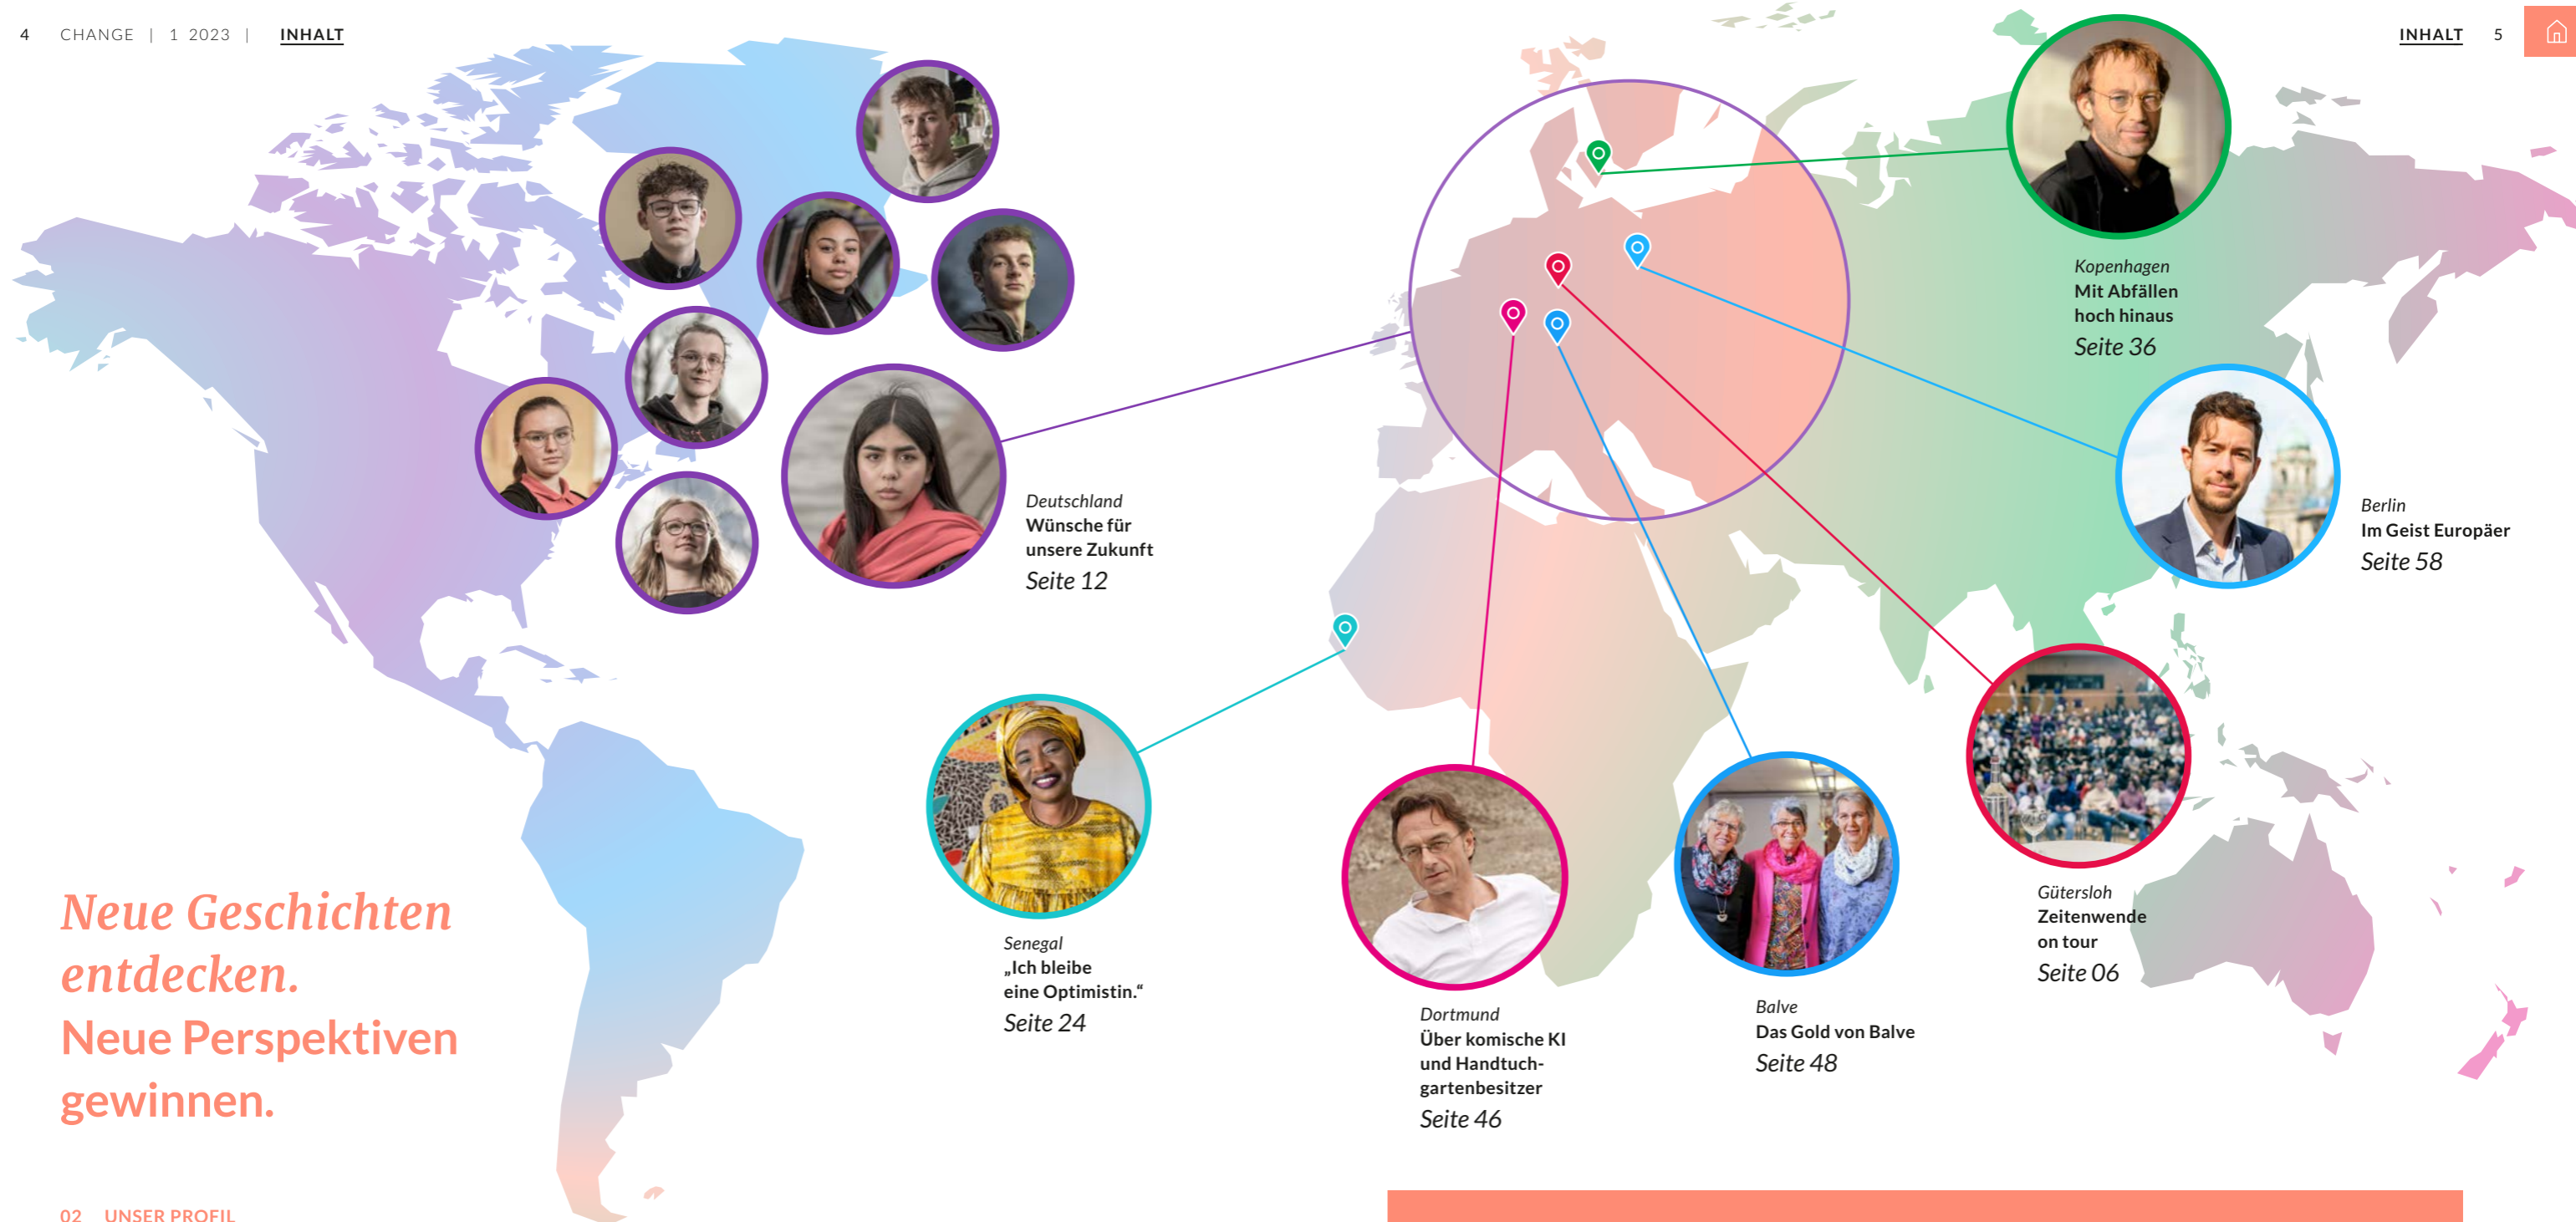 4 CHANGE | 1 2023 | INHALT
INHALT 5
Kopenhagen
Mit Abfällen
hoch hinaus
Seite 36
Deutschland
Wünsche für
unsere Zukunft
Seite 12
Berlin
Im Geist Europäer
Seite 58
Neue Geschichten
entdecken.
Neue Perspektiven
gewinnen.
Senegal
„Ich bleibe
eine Optimistin.“
Seite 24
Dortmund
Über komische KI
und Handtuch-
gartenbesitzer
Seite 46
Balve
Das Gold von Balve
Seite 48
Gütersloh
Zeitenwende
on tour
Seite 06
02 UNSER PROFIL